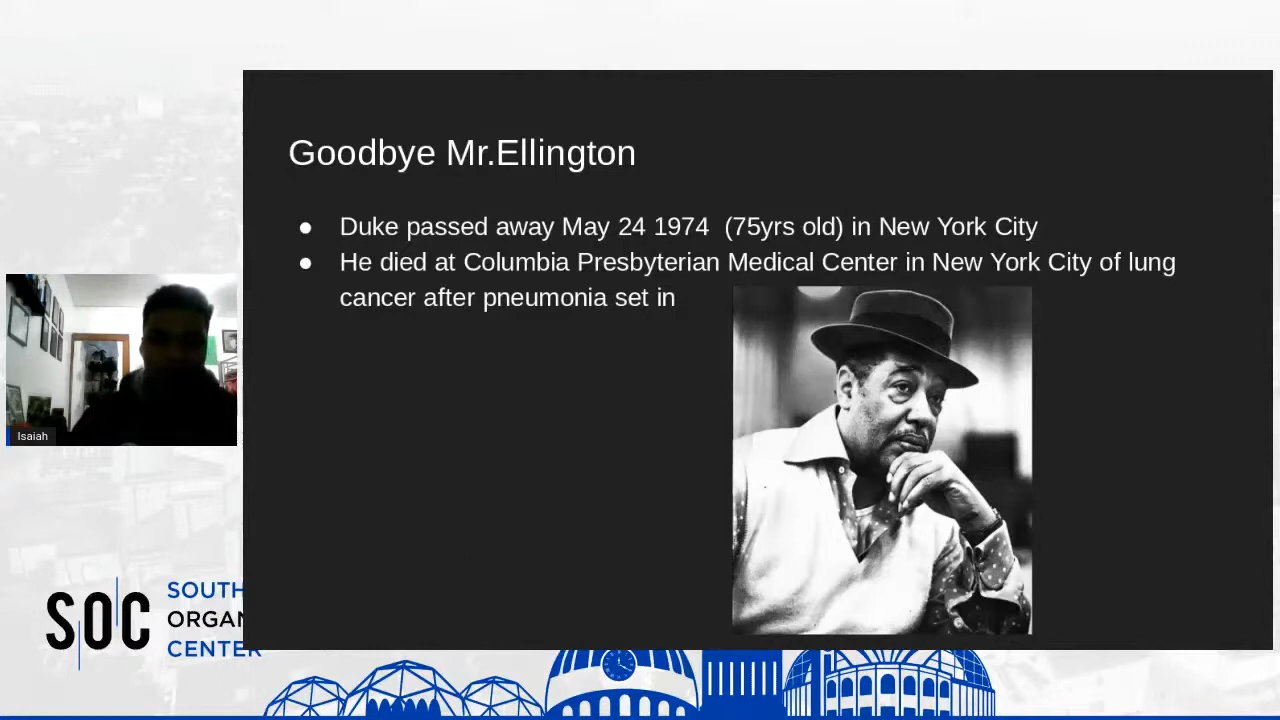 Goodbye Mr.Ellington
● Duke passed away May 24 1974  (75yrs old) in New York City
● He died at Columbia Presbyterian Medical Center in New York City of lung
cancer after pneumonia set in
Isaiah
SOC
SOUTH
ORGAN
CENTER